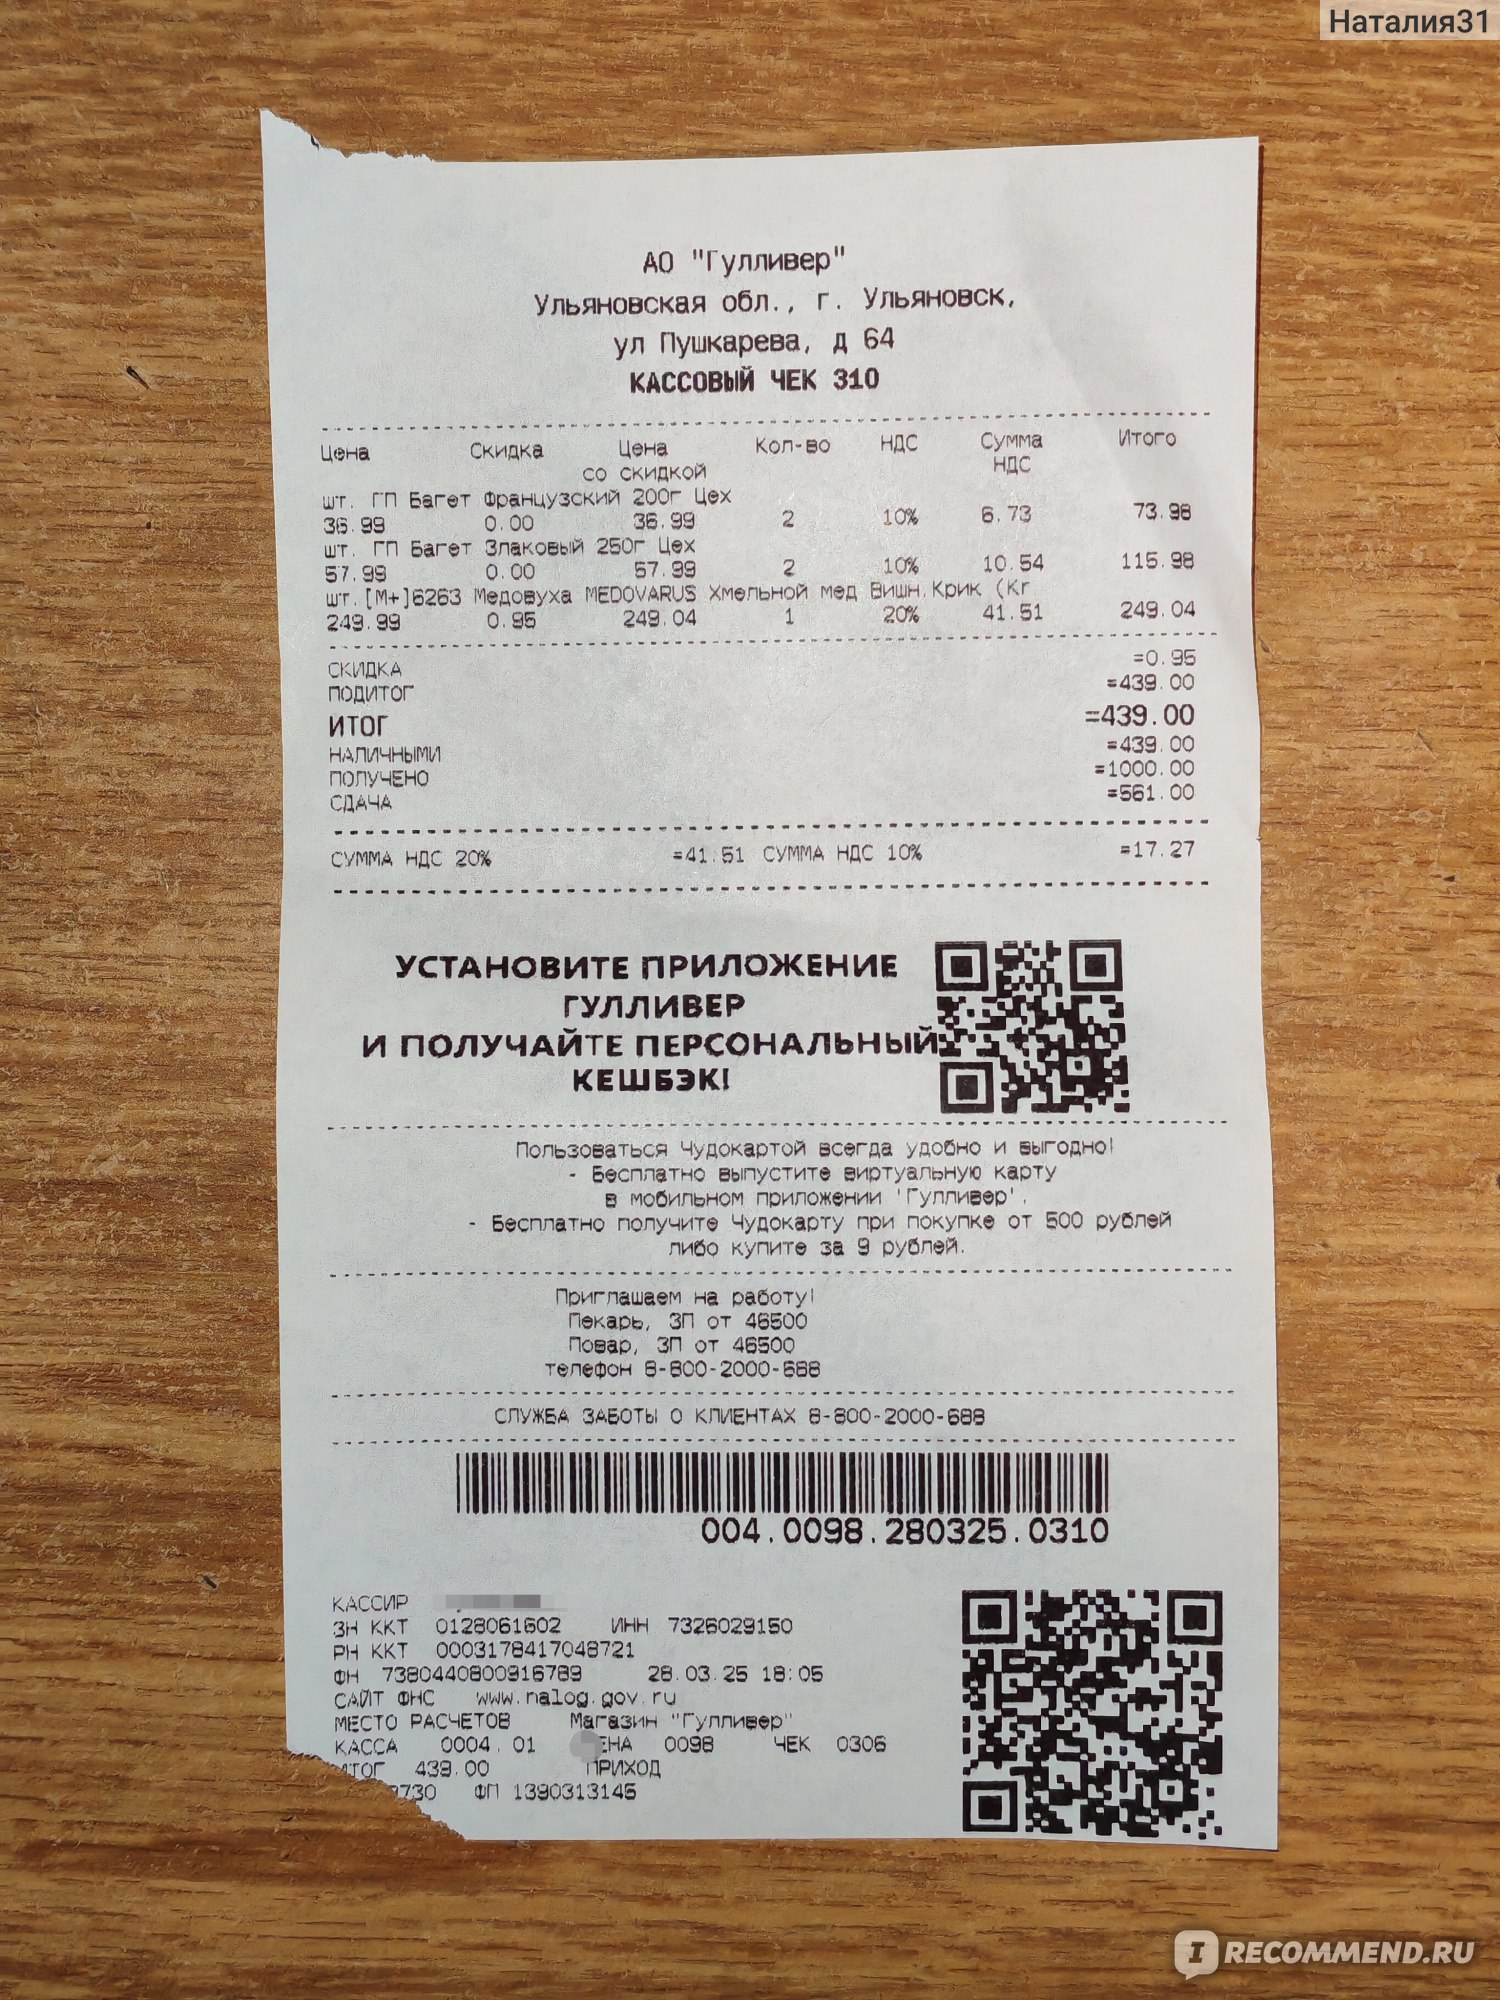 Наталия31
АО "Гулливер"
Ульяновская обл., г. Ульяновск,
ул Пушкарева, д 64
КАССОВЫЙ ЧЕК 310
Цена Скидка Цена Кол-во НДС Сумма Итого
со скидкой НДС
шт. ГП Багет Французский 200г Цех
36.99 0.00 36.99 2 10% 6.73 73.98
шт. ГП Багет Злаковый 250г Цех
57.99 0.00 57.99 2 10% 10.54 115.98
шт.[М+]6263 Медовуха MEDOVARUS Хмельной мед Вишн.Крик (Kr
249.99 0.95 249.04 1 20% 41.51 249.04
СКИДКА =0.95
ПОДИТОГ =439.00
ИТОГ =439.00
НАЛИЧНЫМИ =439.00
ПОЛУЧЕНО =1000.00
СДАЧА =561.00
СУММА НДС 20% =41.51 СУММА НДС 10% =17.27
УСТАНОВИТЕ ПРИЛОЖЕНИЕ
ГУЛЛИВЕР
И ПОЛУЧАЙТЕ ПЕРСОНАЛЬНЫЙ
КЕШБЭК!
Пользоваться Чудокартой всегда удобно и выгодно!
- Бесплатно выпустите виртуальную карту
в мобильном приложении 'Гулливер'.
- Бесплатно получите Чудокарту при покупке от 500 рублей
либо купите за 9 рублей.
Приглашаем на работу!
Пекарь, ЗП от 46500
Повар, ЗП от 46500
телефон 8-800-2000-688
СЛУЖБА ЗАБОТЫ О КЛИЕНТАХ 8-800-2000-688
004.0098.280325.0310
КАССИР
ЗН ККТ 0128061602 ИНН 7326029150
РН ККТ 0003178417048721
ФН 7380440800916789 28.03.25 18:05
САЙТ ФНС www.nalog.gov.ru
МЕСТО РАСЧЕТОВ Магазин "Гулливер"
КАССА 0004.01 ЕНА 0098 ЧЕК 0306
ИТОГ 439.00 ПРИХОД
730 ФП 1390313145
I RECOMMEND.RU